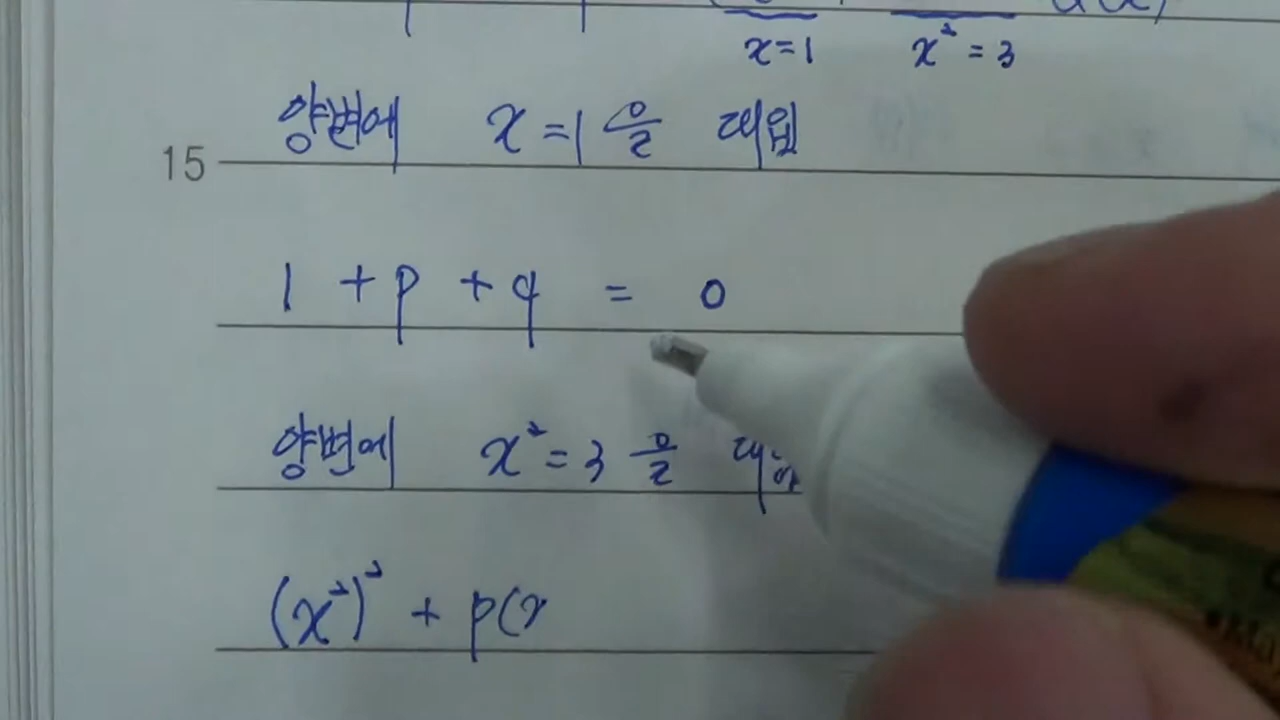 x=1 x²=3
양변에 x=1 을 대입
15
1 + p + q = 0
양변에 x²=3 을
(x²)² + p(x